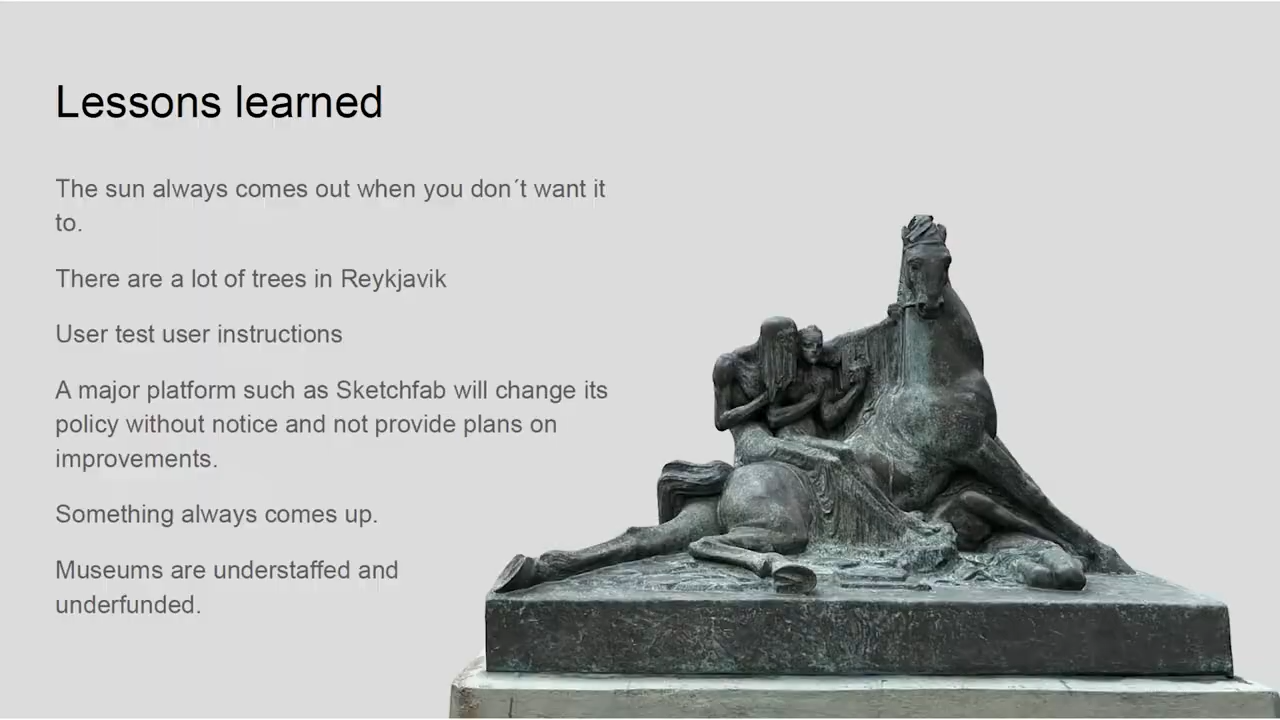 Lessons learned
The sun always comes out when you don´t want it
to.
There are a lot of trees in Reykjavik
User test user instructions
A major platform such as Sketchfab will change its
policy without notice and not provide plans on
improvements.
Something always comes up.
Museums are understaffed and
underfunded.